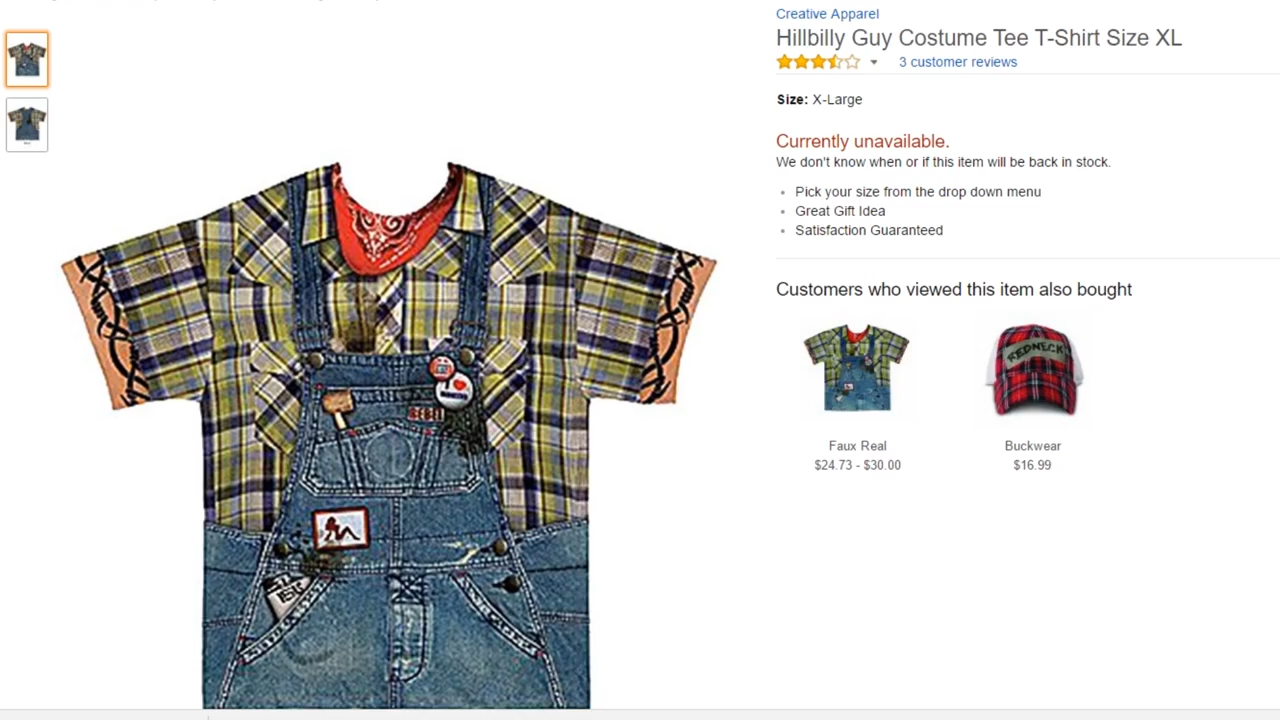 Creative Apparel
Hillbilly Guy Costume Tee T-Shirt Size XL
3 customer reviews
Size: X-Large
Currently unavailable.
We don't know when or if this item will be back in stock.
Pick your size from the drop down menu
Great Gift Idea
Satisfaction Guaranteed
Customers who viewed this item also bought
REDNECK
Faux Real
Buckwear
$24.73 - $30.00
$16.99
I
REBEL